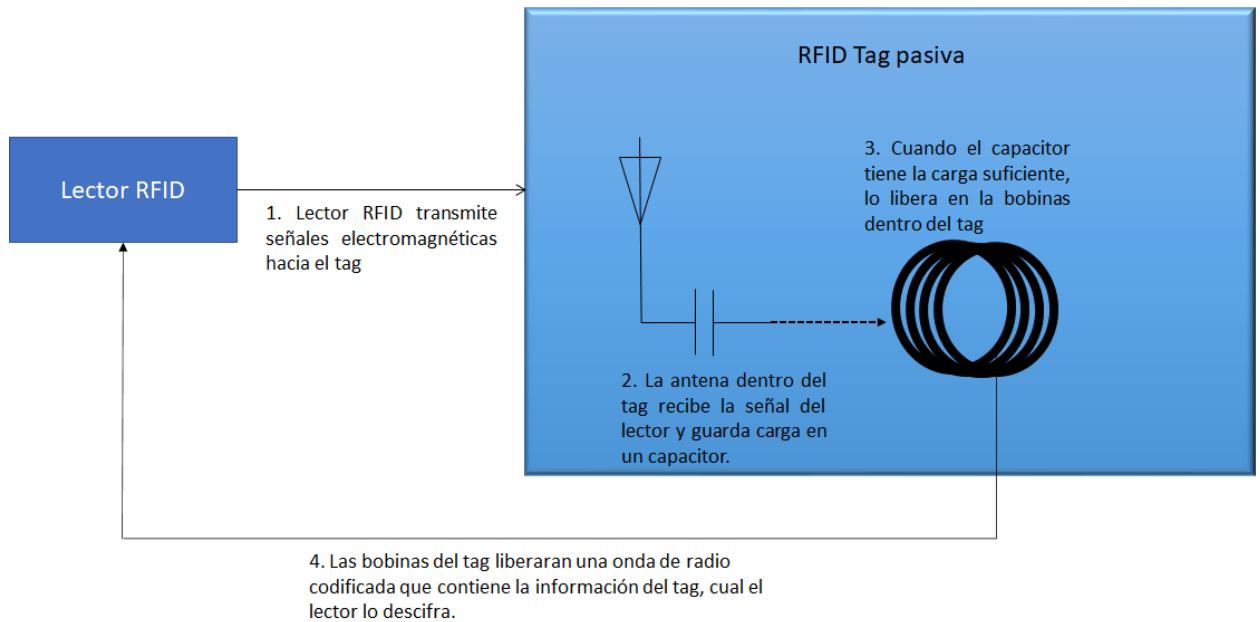 RFID Tag pasiva
Lector RFID
1. Lector RFID transmite
señales electromagnéticas
hacia el tag
2. La antena dentro del
tag recibe la señal del
lector y guarda carga en
un capacitor.
3. Cuando el capacitor
tiene la carga suficiente,
lo libera en la bobinas
dentro del tag
4. Las bobinas del tag liberaran una onda de radio
codificada que contiene la información del tag, cual el
lector lo descifra.